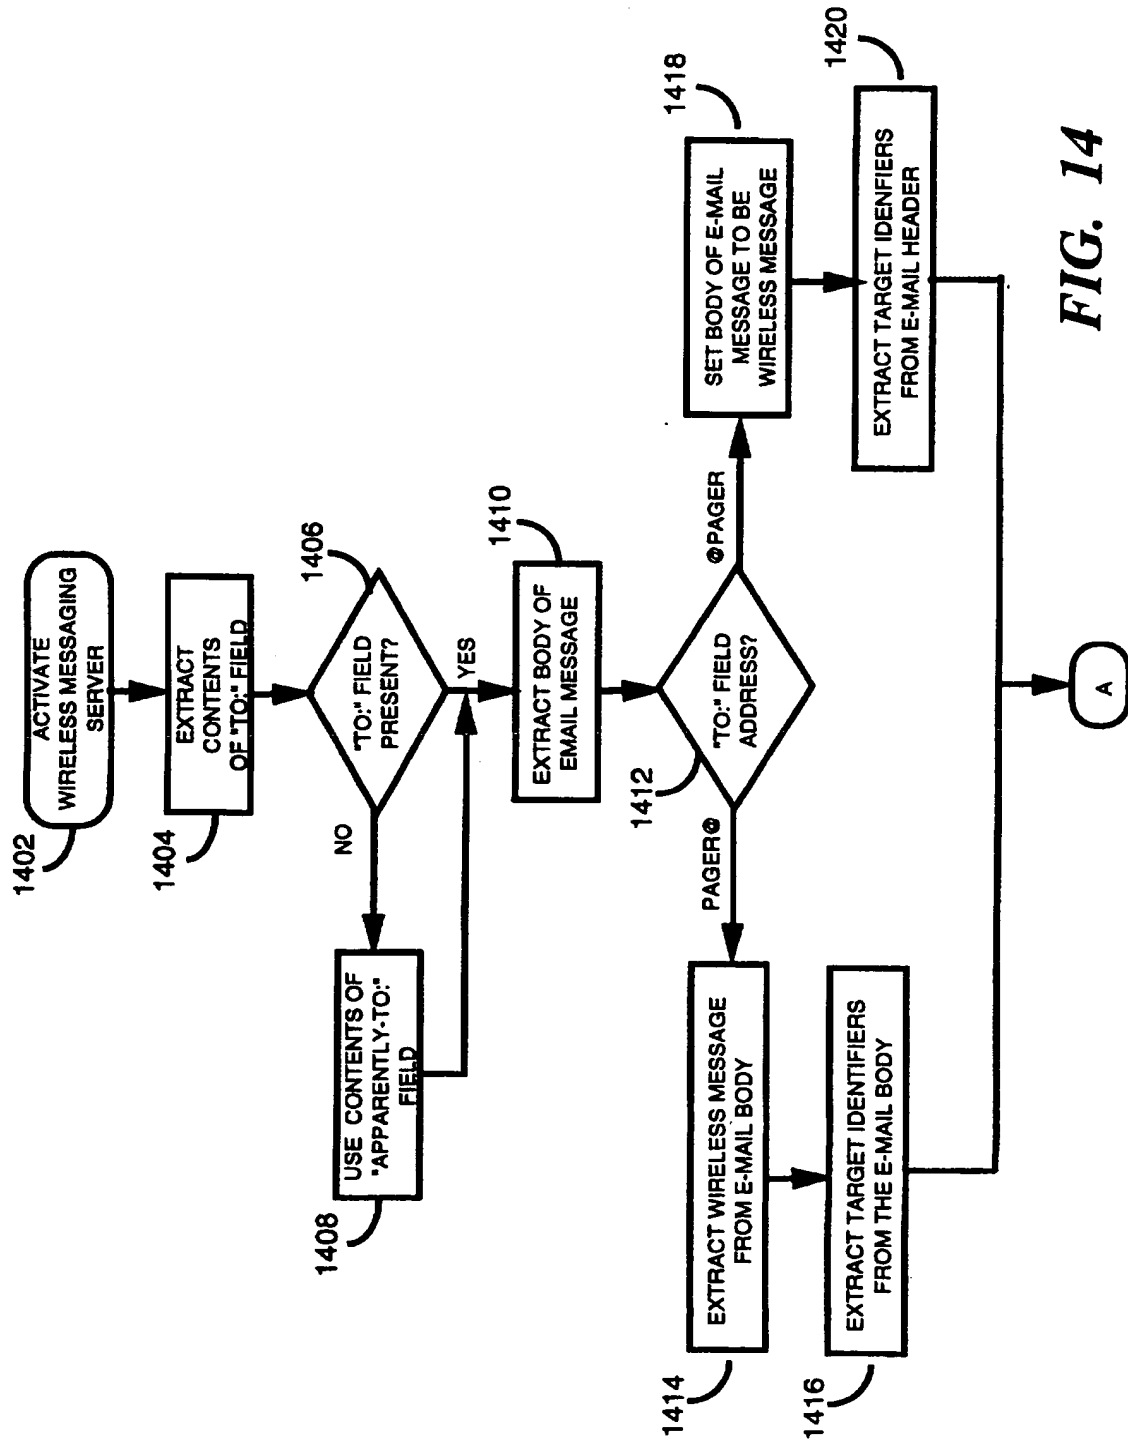 1402
ACTIVATE
WIRELESS MESSAGING
SERVER
1404
EXTRACT
CONTENTS
OF "TO:" FIELD
1406
"TO:" FIELD
PRESENT?
NO
YES
1408
USE CONTENTS OF
"APPARENTLY-TO:"
FIELD
1410
EXTRACT BODY OF
EMAIL MESSAGE
1412
"TO:" FIELD
ADDRESS?
PAGER@
@PAGER
1414
EXTRACT WIRELESS MESSAGE
FROM E-MAIL BODY
1416
EXTRACT TARGET IDENTIFIERS
FROM THE E-MAIL BODY
1418
SET BODY OF E-MAIL
MESSAGE TO BE
WIRELESS MESSAGE
1420
EXTRACT TARGET IDENFIERS
FROM E-MAIL HEADER
A
FIG. 14